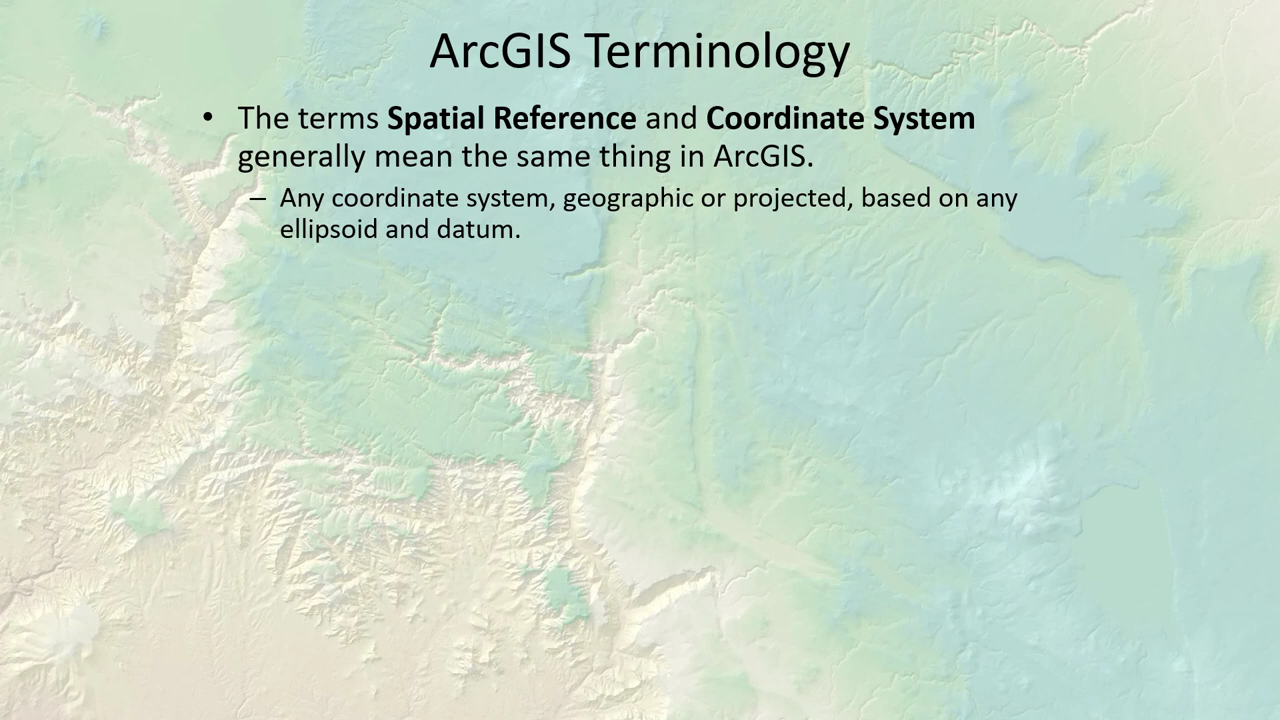 ArcGIS Terminology
• The terms Spatial Reference and Coordinate System
generally mean the same thing in ArcGIS.
– Any coordinate system, geographic or projected, based on any
ellipsoid and datum.